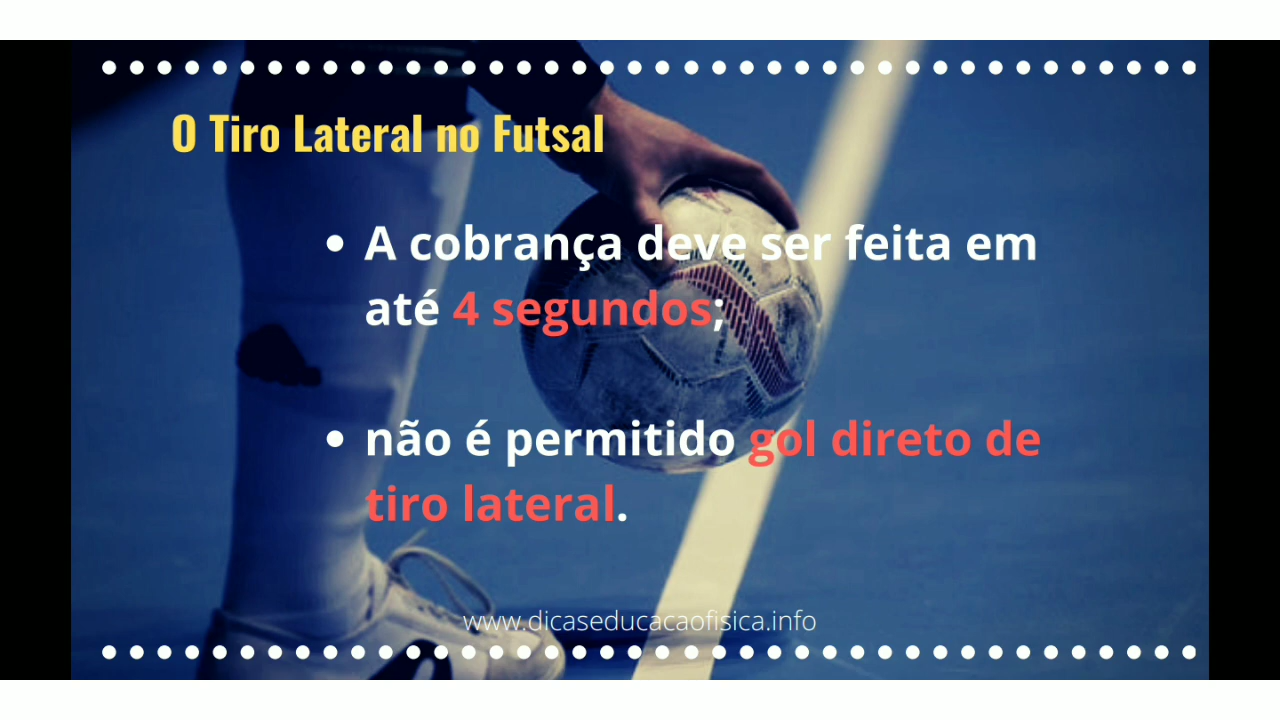 O Tiro Lateral no Futsal
• A cobrança deve ser feita em
até 4 segundos;
• não é permitido gol direto de
tiro lateral.
www.dicaseducacaofisica.info